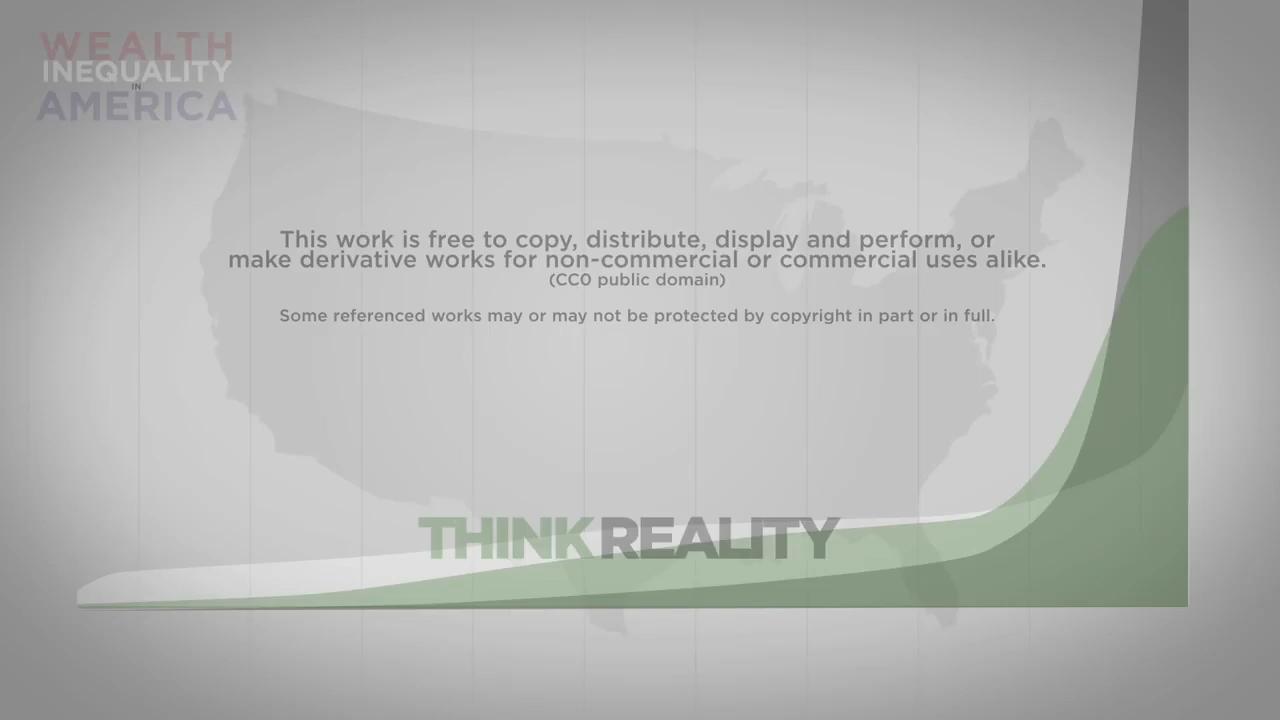 WEALTH
INEQUALITY
IN
AMERICA
This work is free to copy, distribute, display and perform, or
make derivative works for non-commercial or commercial uses alike.
(CC0 public domain)
Some referenced works may or may not be protected by copyright in part or in full.
THINKREALITY